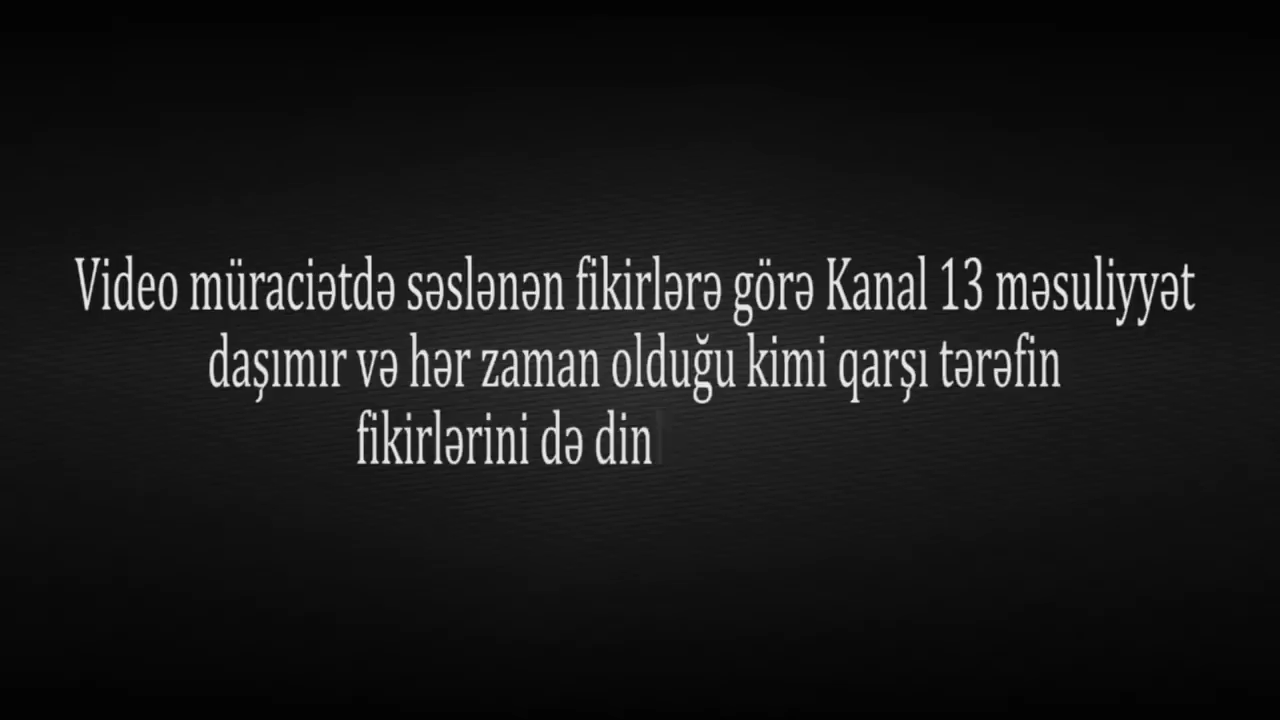 Video müraciətdə səslənən fikirlərə görə Kanal 13 məsuliyyət
daşımır və hər zaman olduğu kimi qarşı tərəfin
fikirlərini də din